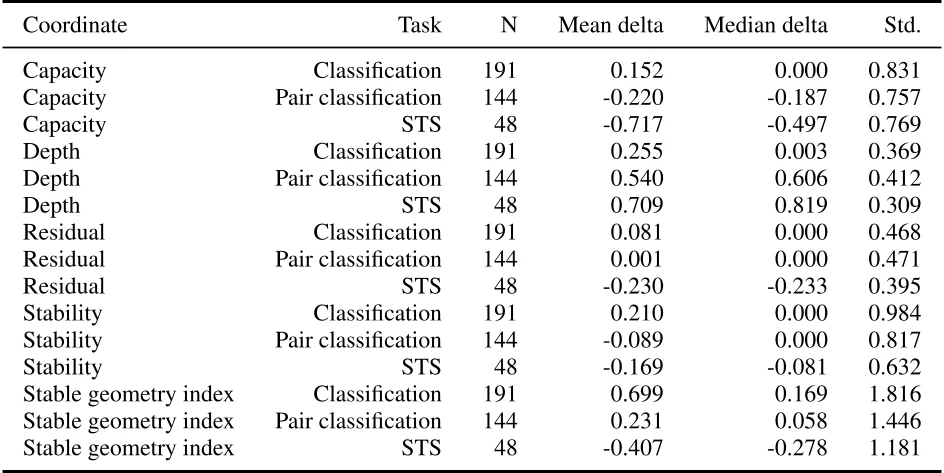 Coordinate Task N Mean delta Median delta Std.
Capacity Classification 191 0.152 0.000 0.831
Capacity Pair classification 144 -0.220 -0.187 0.757
Capacity STS 48 -0.717 -0.497 0.769
Depth Classification 191 0.255 0.003 0.369
Depth Pair classification 144 0.540 0.606 0.412
Depth STS 48 0.709 0.819 0.309
Residual Classification 191 0.081 0.000 0.468
Residual Pair classification 144 0.001 0.000 0.471
Residual STS 48 -0.230 -0.233 0.395
Stability Classification 191 0.210 0.000 0.984
Stability Pair classification 144 -0.089 0.000 0.817
Stability STS 48 -0.169 -0.081 0.632
Stable geometry index Classification 191 0.699 0.169 1.816
Stable geometry index Pair classification 144 0.231 0.058 1.446
Stable geometry index STS 48 -0.407 -0.278 1.181